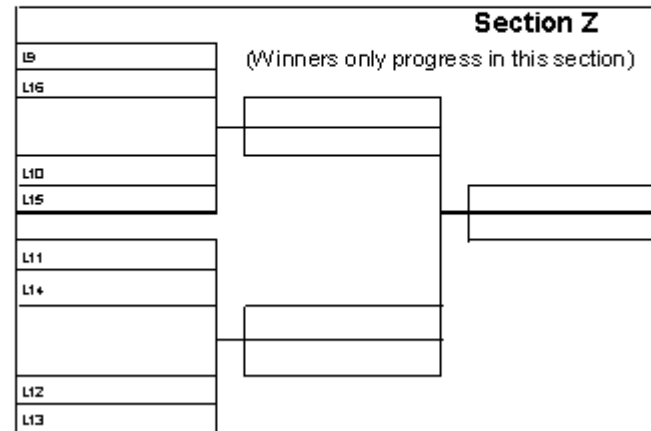 Section Z
(Winners only progress in this section)
L9
L16
L10
L15
L11
L14
L12
L13